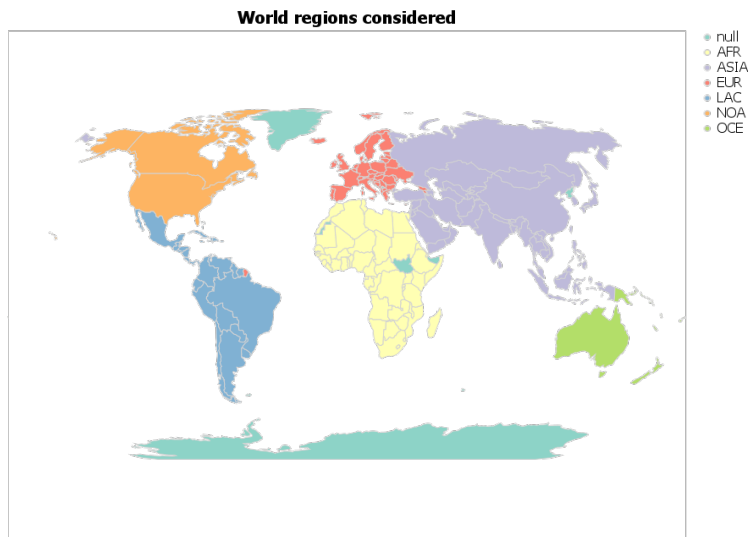 World regions considered
null
AFR
ASIA
EUR
LAC
NOA
OCE